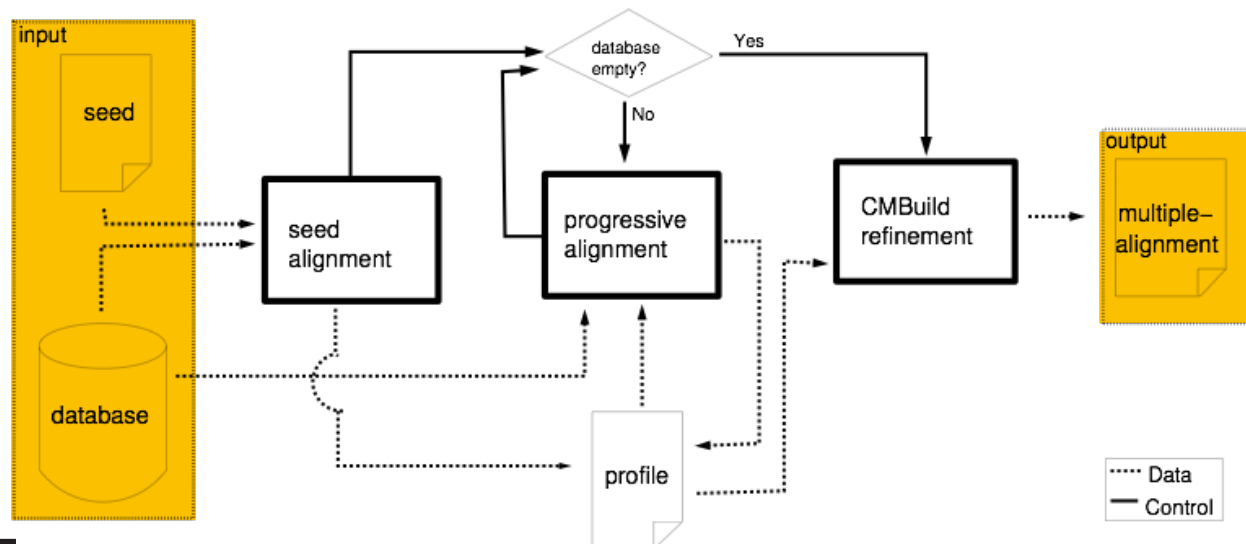 input
seed
database
seed
alignment
database
empty?
Yes
No
progressive
alignment
CMBuild
refinement
profile
output
multiple–
alignment
Data
Control